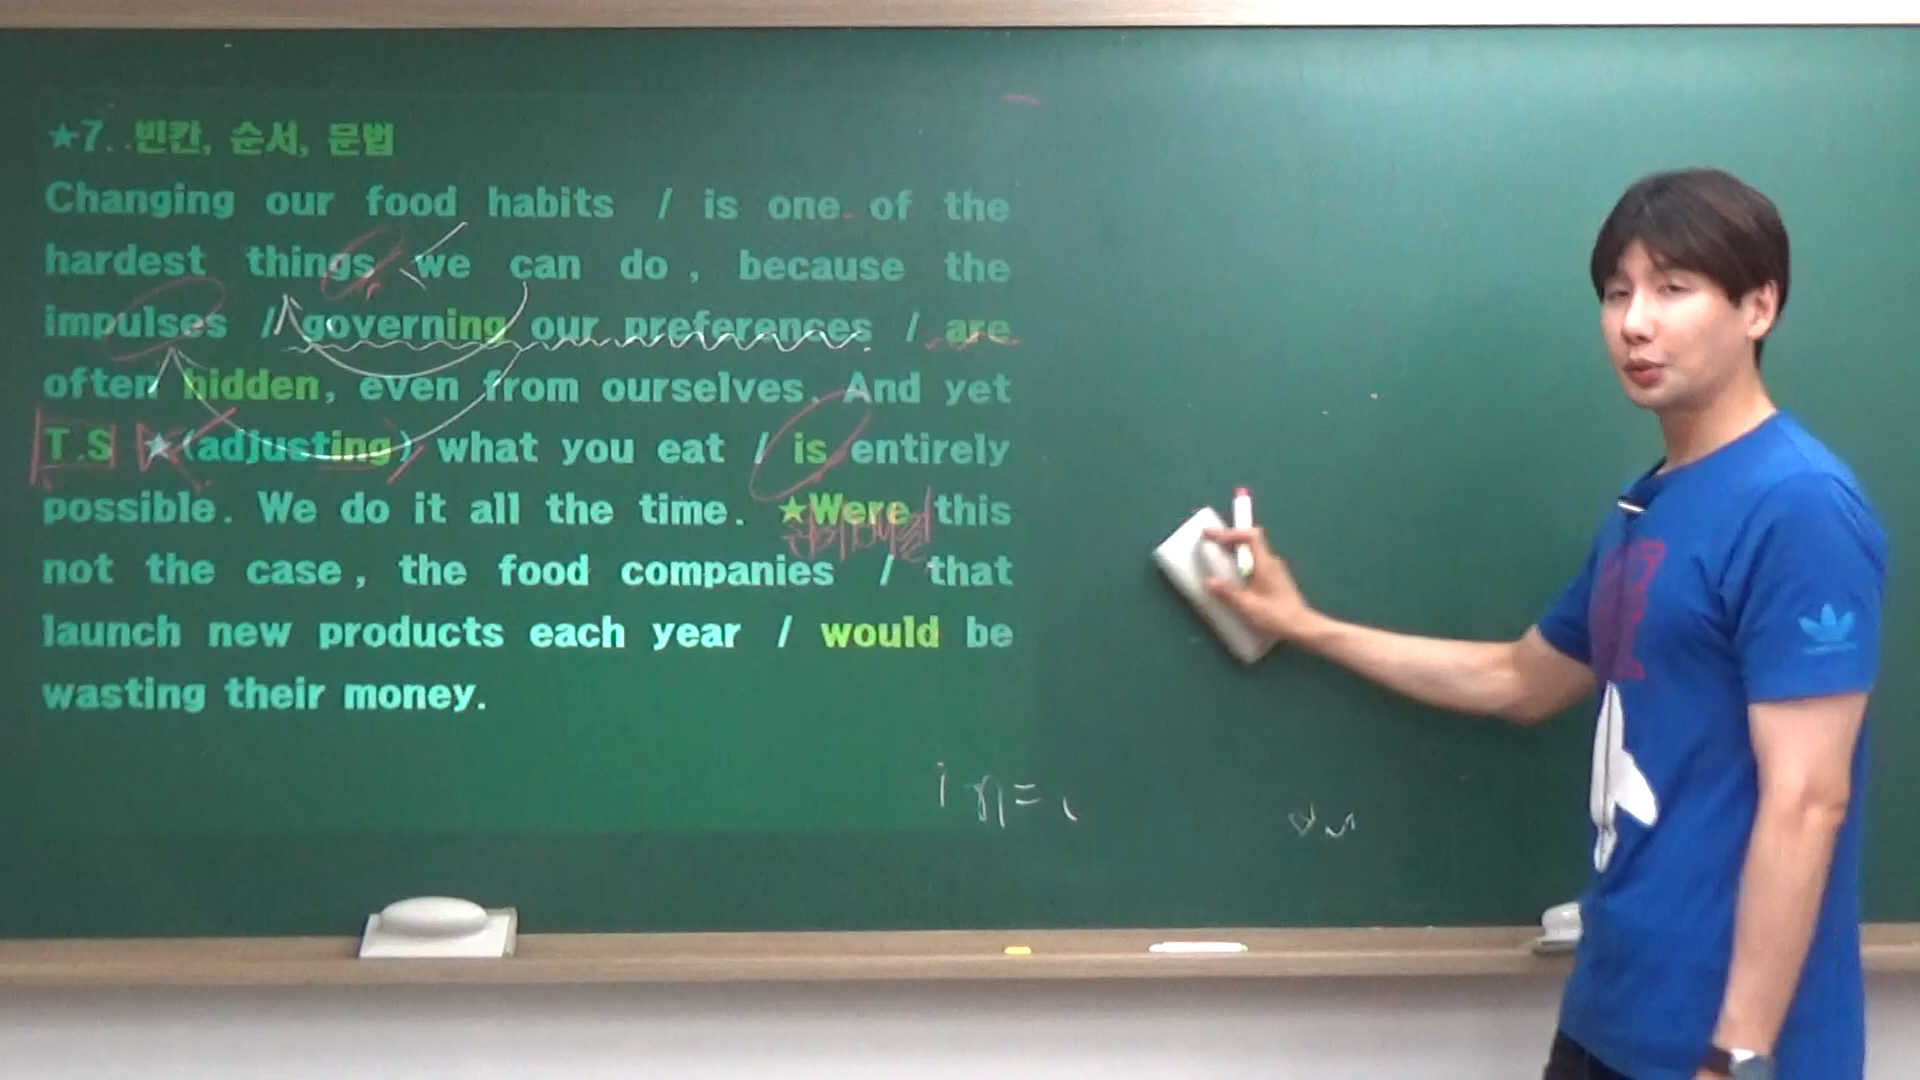 ★7. 빈칸, 순서, 문법
Changing our food habits / is one of the
hardest things we can do, because the
impulses / governing our preferences / are
often hidden, even from ourselves. And yet
T.S ★(adjusting) what you eat / is entirely
possible. We do it all the time. ★Were this
not the case, the food companies / that
launch new products each year / would be
wasting their money.